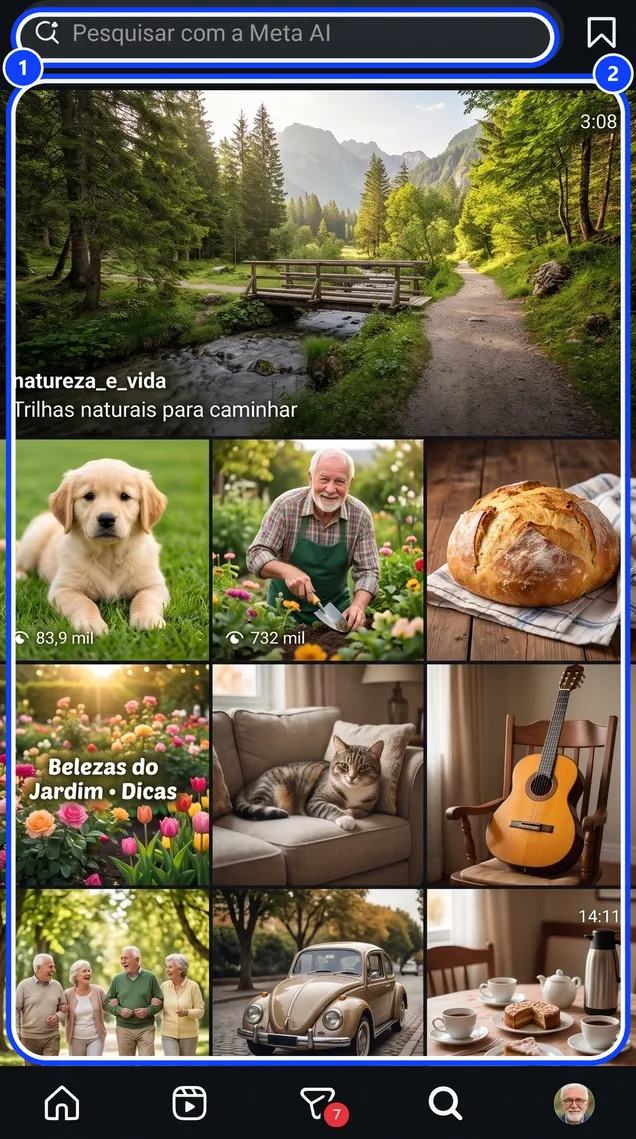 Pesquisar com a Meta AI
1
2
3:08
natureza_e_vida
Trilhas naturais para caminhar
83,9 mil
732 mil
Belezas do
Jardim • Dicas
14:11
7